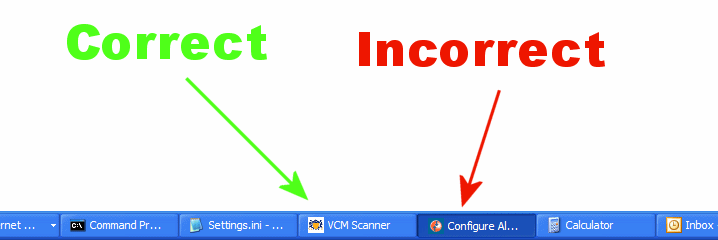 Correct
Incorrect
rnet ...
Command Pr...
Settings.ini - ...
VCM Scanner
Configure Al...
Calculator
Inbox